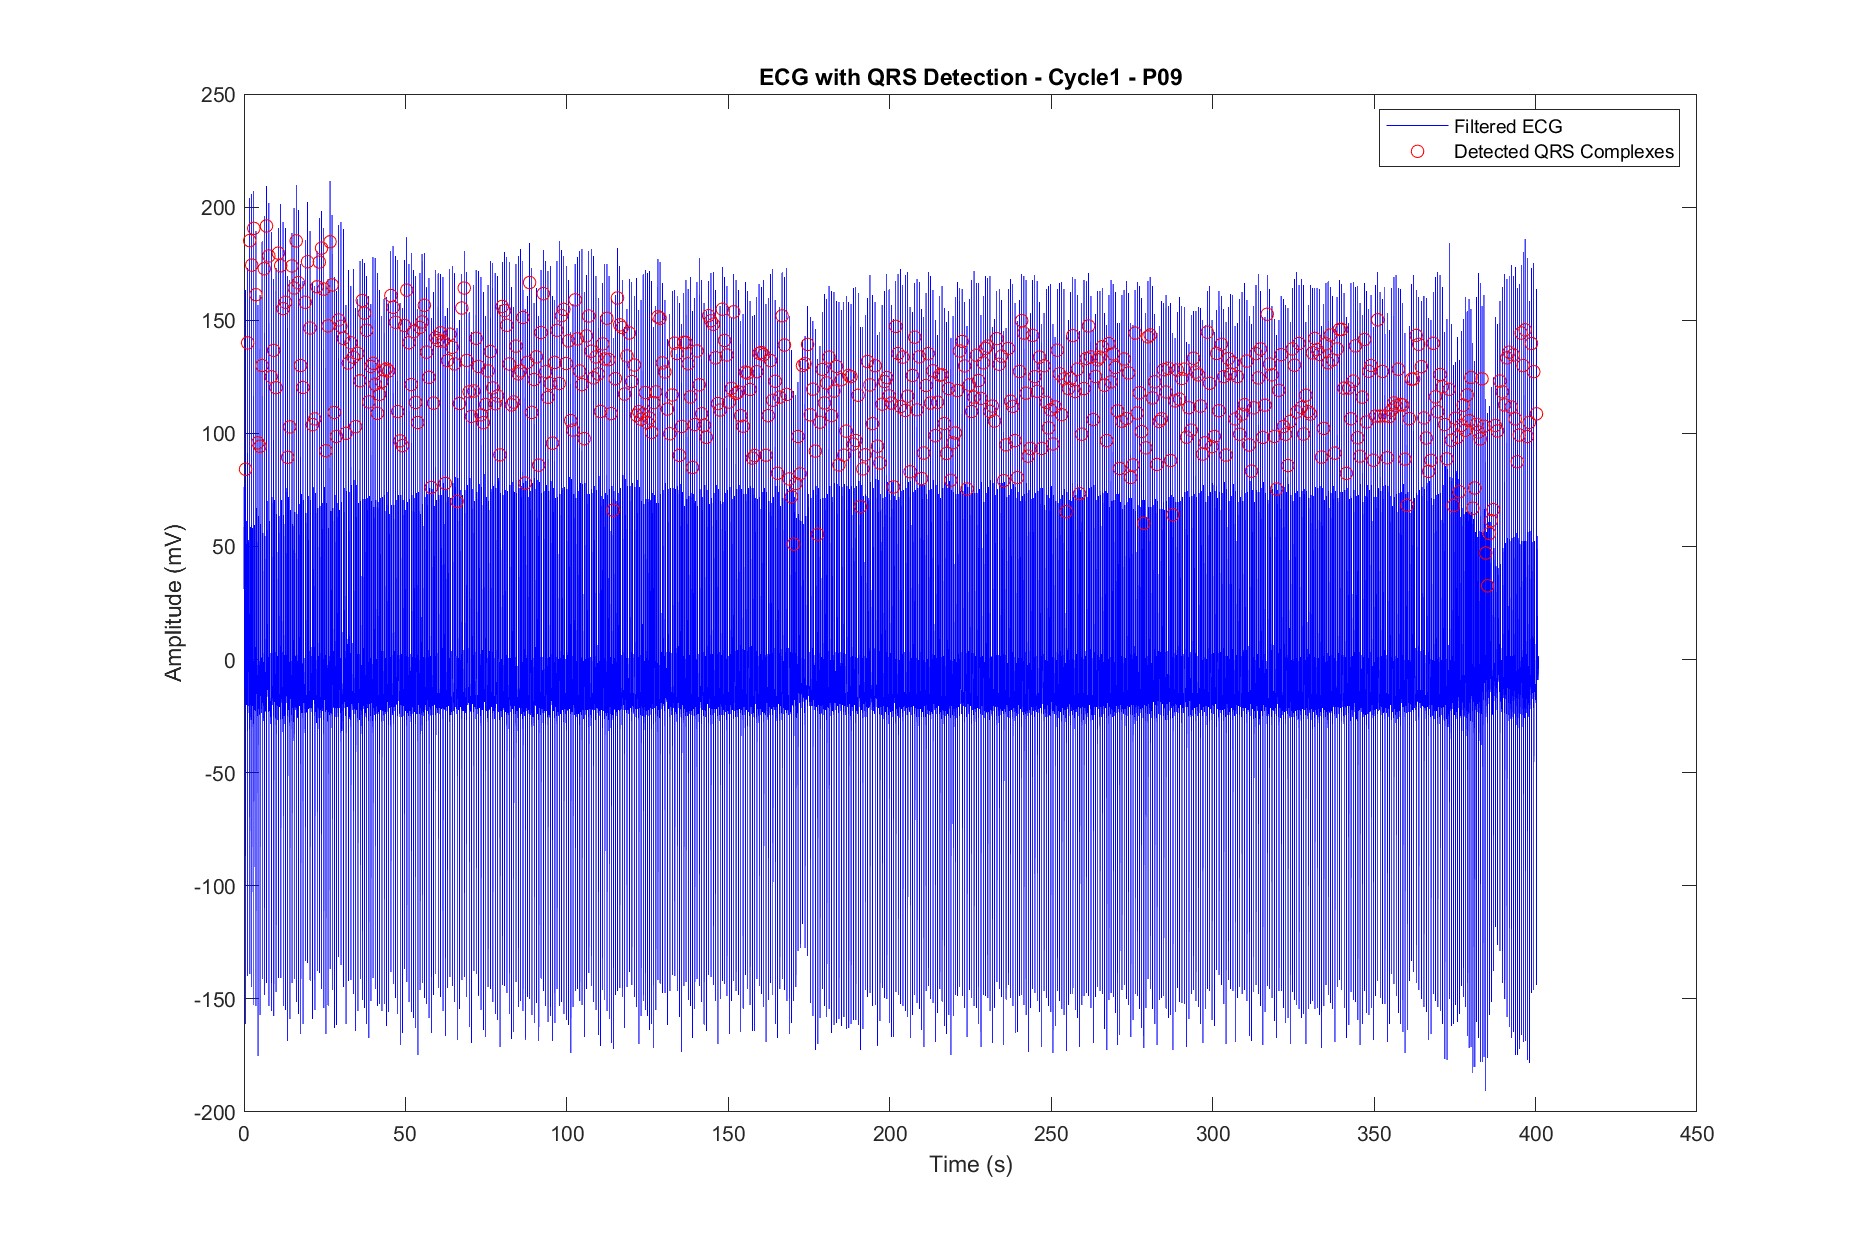 ECG with QRS Detection - Cycle1 - P09
Filtered ECG
Detected QRS Complexes
Amplitude (mV)
250
200
150
100
50
0
-50
-100
-150
-200
0 50 100 150 200 250 300 350 400 450
Time (s)